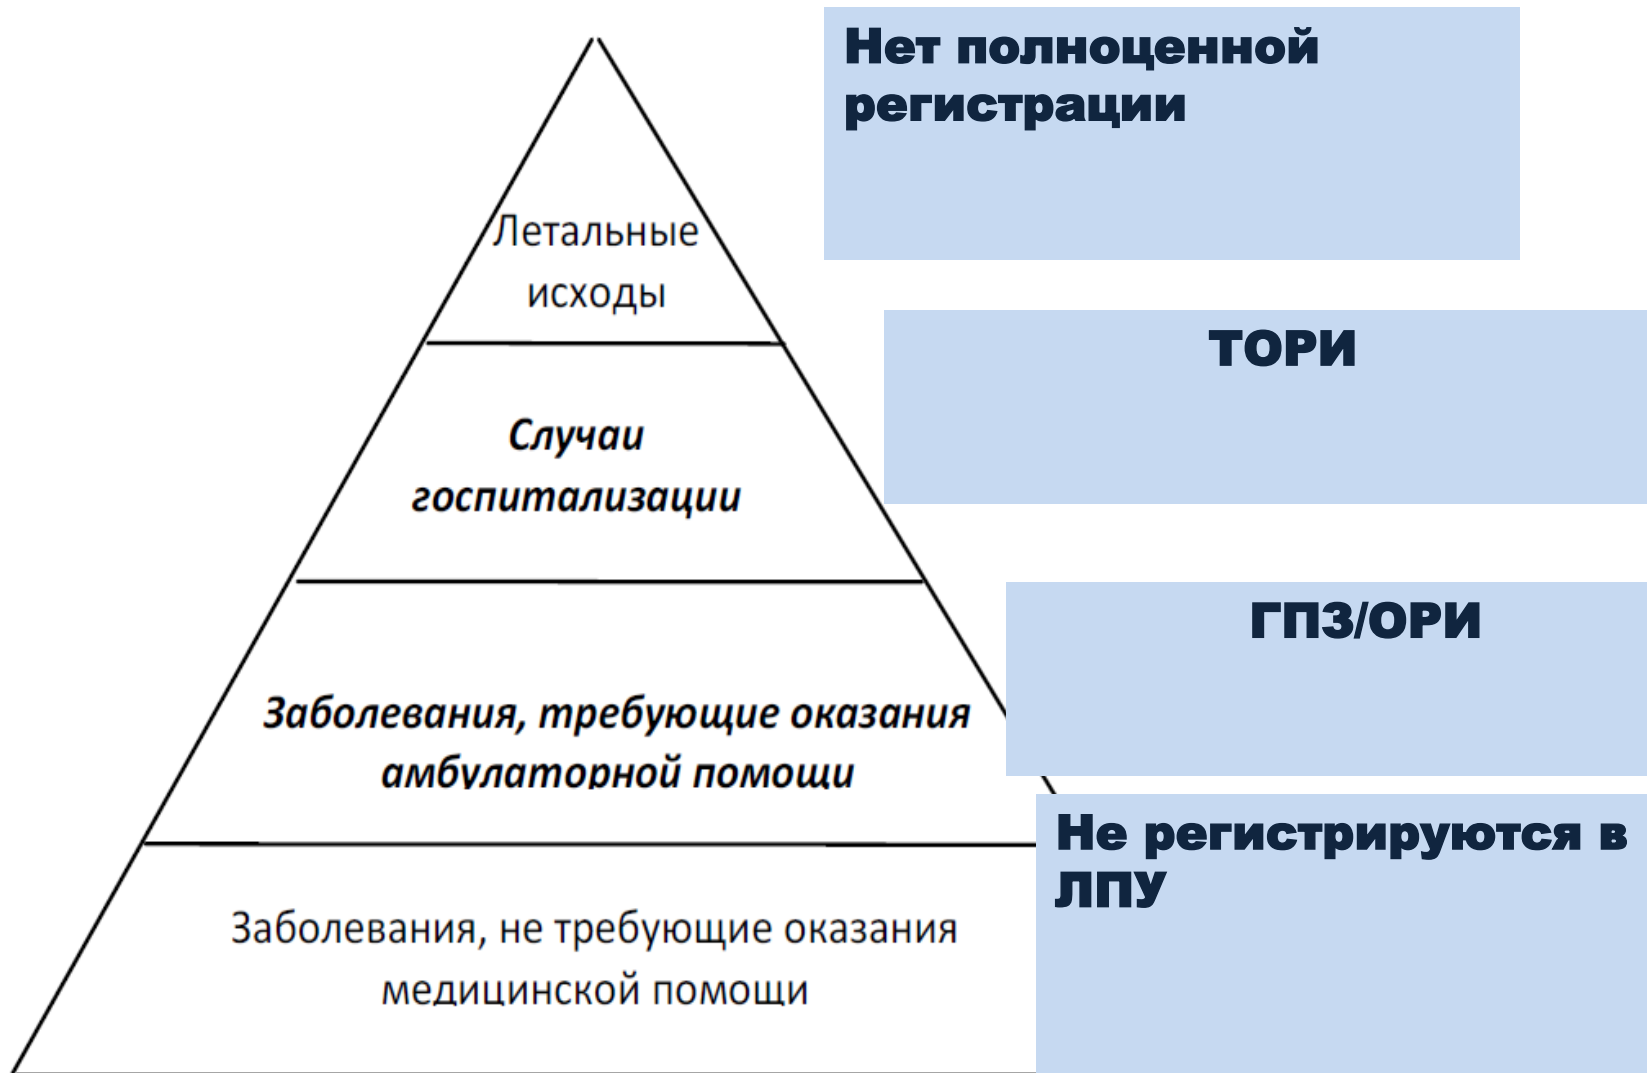 Нет полноценной
регистрации
Летальные
исходы
ТОРИ
Случаи
госпитализации
ГПЗ/ОРИ
Заболевания, требующие оказания
амбулаторной помощи
Не регистрируются в
ЛПУ
Заболевания, не требующие оказания
медицинской помощи